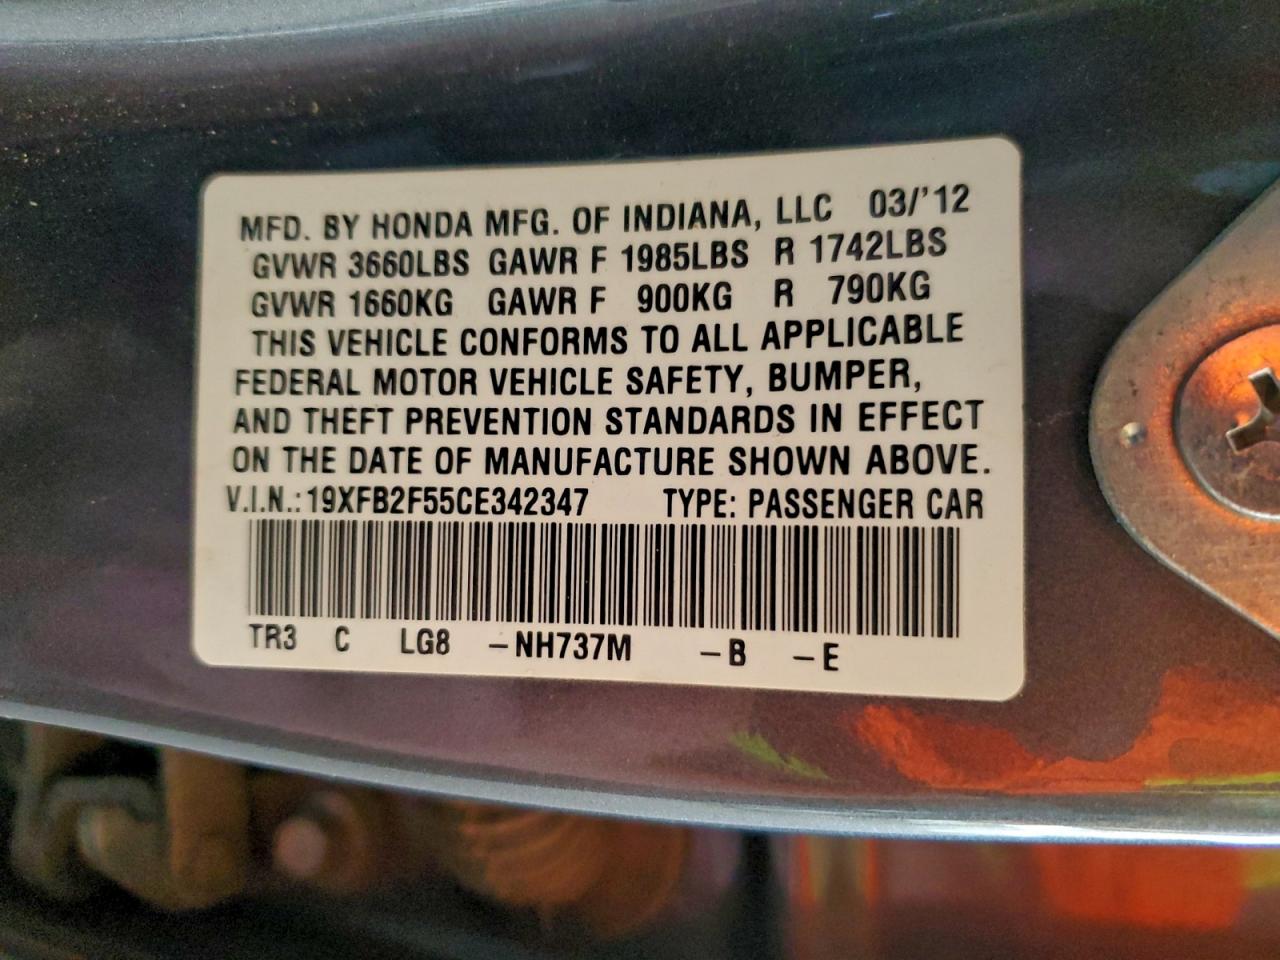 MFD. BY HONDA MFG. OF INDIANA, LLC 03/'12
GVWR 3660LBS GAWR F 1985LBS R 1742LBS
GVWR 1660KG GAWR F 900KG R 790KG
THIS VEHICLE CONFORMS TO ALL APPLICABLE
FEDERAL MOTOR VEHICLE SAFETY, BUMPER,
AND THEFT PREVENTION STANDARDS IN EFFECT
ON THE DATE OF MANUFACTURE SHOWN ABOVE.
V.I.N.: 19XFB2F55CE342347 TYPE: PASSENGER CAR
TR3 C LG8 -NH737M -B -E